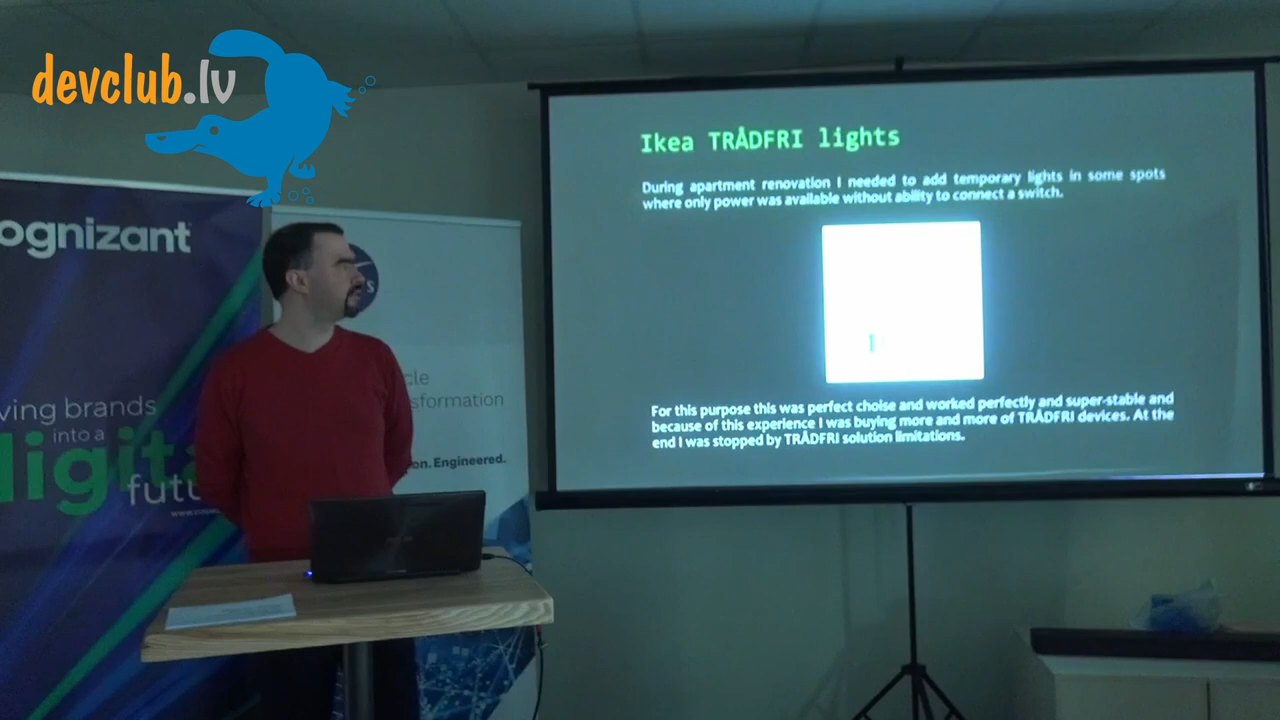 devclub.lv
ognizant
ving brands
into a
digita
futu
cle
sformation
on. Engineered.
Ikea TRÅDFRI lights
During apartment renovation I needed to add temporary lights in some spots
where only power was available without ability to connect a switch.
For this purpose this was perfect choise and worked perfectly and super-stable and
because of this experience I was buying more and more of TRÅDFRI devices. At the
end I was stopped by TRÅDFRI solution limitations.